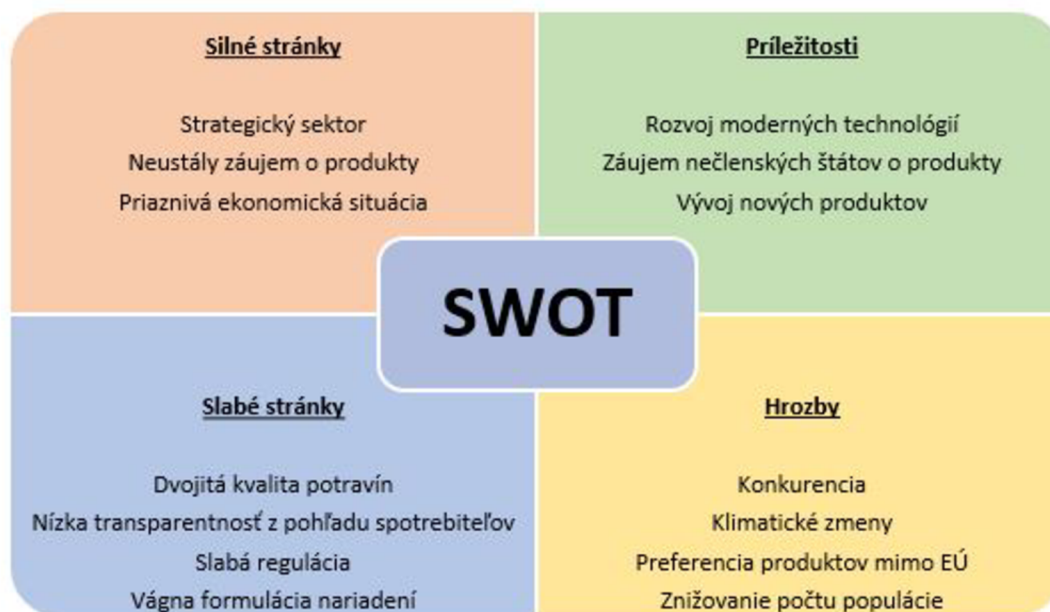 Silné stránky
Strategický sektor
Neustály záujem o produkty
Priaznivá ekonomická situácia
Príležitosti
Rozvoj moderných technológií
Záujem nečlenských štátov o produkty
Vývoj nových produktov
SWOT
Slabé stránky
Dvojitá kvalita potravín
Nízka transparentnosť z pohľadu spotrebiteľov
Slabá regulácia
Vágna formulácia nariadení
Hrozby
Konkurencia
Klimatické zmeny
Preferencia produktov mimo EÚ
Znižovanie počtu populácie